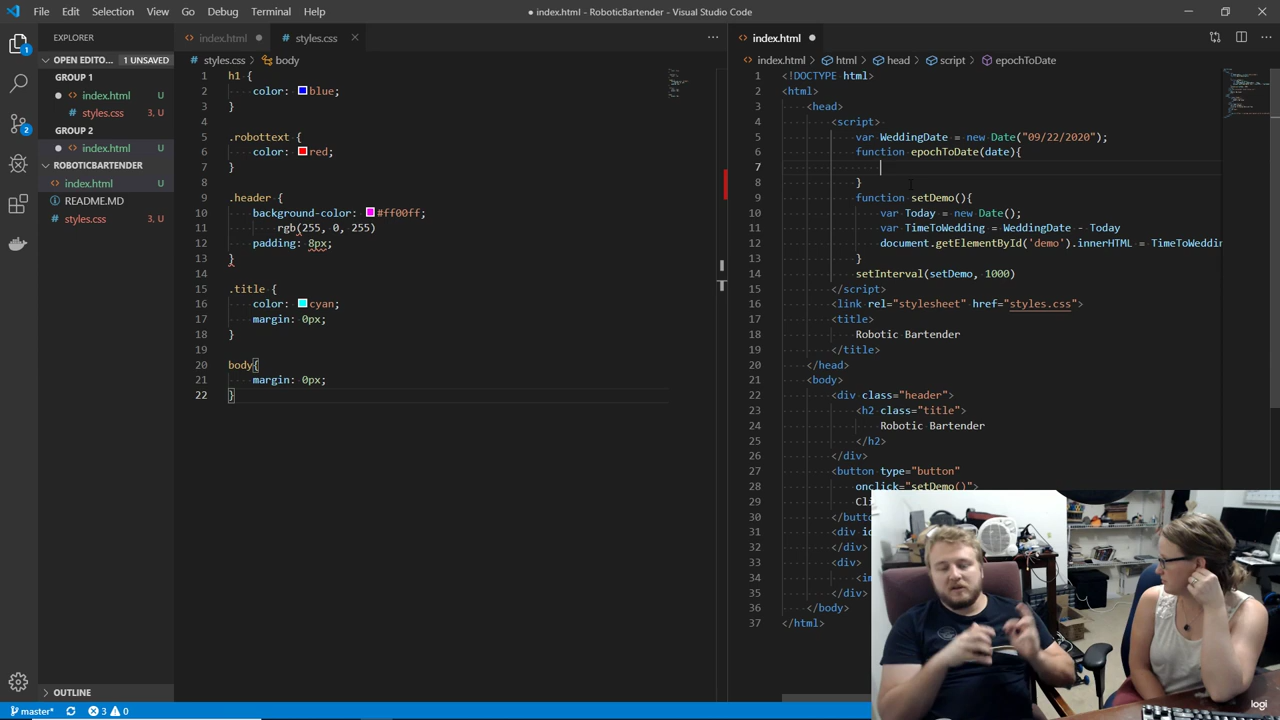 File Edit Selection View Go Debug Terminal Help
● index.html - RoboticBartender - Visual Studio Code
EXPLORER
OPEN EDITO... 1 UNSAVED
GROUP 1
index.html U
styles.css 3, U
GROUP 2
index.html U
ROBOTICBARTENDER
index.html U
README.MD
styles.css 3, U
OUTLINE
1
2
index.html
styles.css
styles.css > body
1 h1 {
2 color: blue;
3 }
4
5 .robottext {
6 color: red;
7 }
8
9 .header {
10 background-color: #ff00ff;
11 rgb(255, 0, 255)
12 padding: 8px;
13 }
14
15 .title {
16 color: cyan;
17 margin: 0px;
18 }
19
20 body{
21 margin: 0px;
22 }
index.html
index.html > html > head > script > epochToDate
1 <!DOCTYPE html>
2 <html>
3 <head>
4 <script>
5 var WeddingDate = new Date("09/22/2020");
6 function epochToDate(date){
7
8 }
9 function setDemo(){
10 var Today = new Date();
11 var TimeToWedding = WeddingDate - Today
12 document.getElementById('demo').innerHTML = TimeToWeddin
13 }
14 setInterval(setDemo, 1000)
15 </script>
16 <link rel="stylesheet" href="styles.css">
17 <title>
18 Robotic Bartender
19 </title>
20 </head>
21 <body>
22 <div class="header">
23 <h2 class="title">
24 Robotic Bartender
25 </h2>
26 </div>
27 <button type="button"
28 onclick="setDemo()">
29 Cli
30 </butto
31 <div id
32 </div>
33 <div>
34 <im
35 </div>
36 </body>
37 </html>
master* 3 0
logi